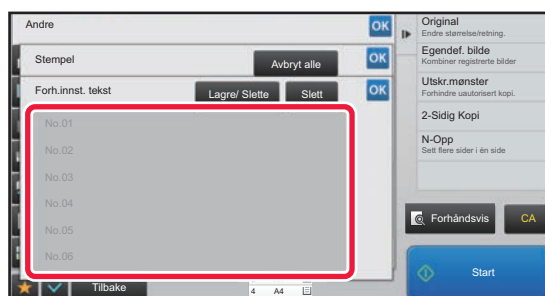 Andre
OK
Stempel
Avbryt alle
OK
Forh.innst. tekst
Lagre/ Slette
Slett
OK
No.01
No.02
No.03
No.04
No.05
No.06
Tilbake
4 A4
Original
Endre størrelse/retning.
Egendef. bilde
Kombiner registrerte bilder
Utskr.mønster
Forhindre uautorisert kopi.
2-Sidig Kopi
N-Opp
Sett flere sider i én side
Forhåndsvis
CA
Start